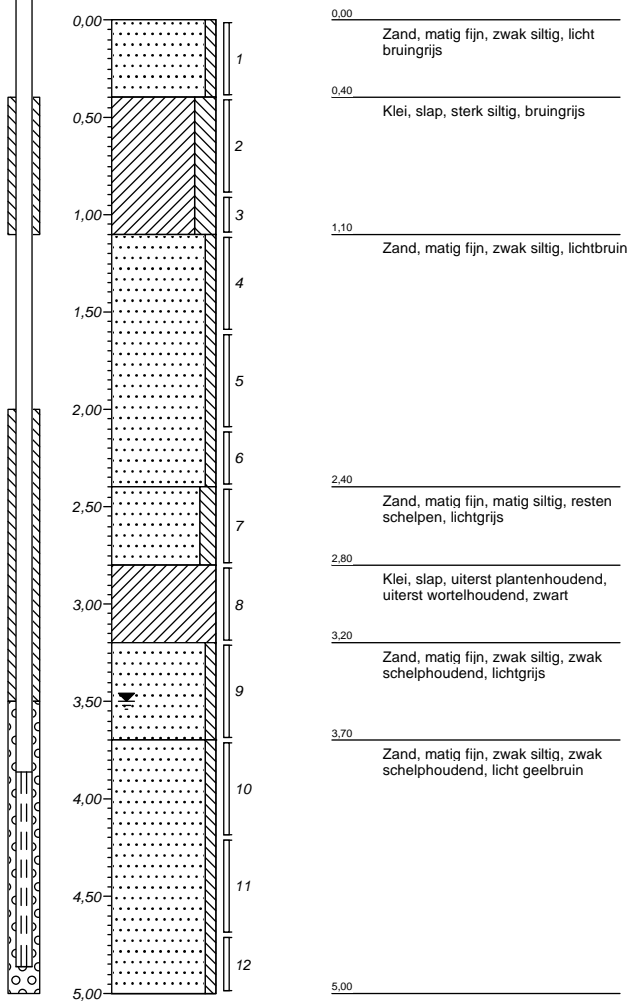 0,00
0,00
Zand, matig fijn, zwak siltig, licht
bruingrijs
1
0,40
Klei, slap, sterk siltig, bruingrijs
0,50
2
1,00
3
1,10
Zand, matig fijn, zwak siltig, lichtbruin
4
1,50
5
2,00
6
2,40
Zand, matig fijn, matig siltig, resten
schelpen, lichtgrijs
2,50
7
2,80
Klei, slap, uiterst plantenhoudend,
uiterst wortelhoudend, zwart
3,00
8
3,20
Zand, matig fijn, zwak siltig, zwak
schelphoudend, lichtgrijs
9
3,50
3,70
Zand, matig fijn, zwak siltig, zwak
schelphoudend, licht geelbruin
10
4,00
11
4,50
12
5,00
5,00